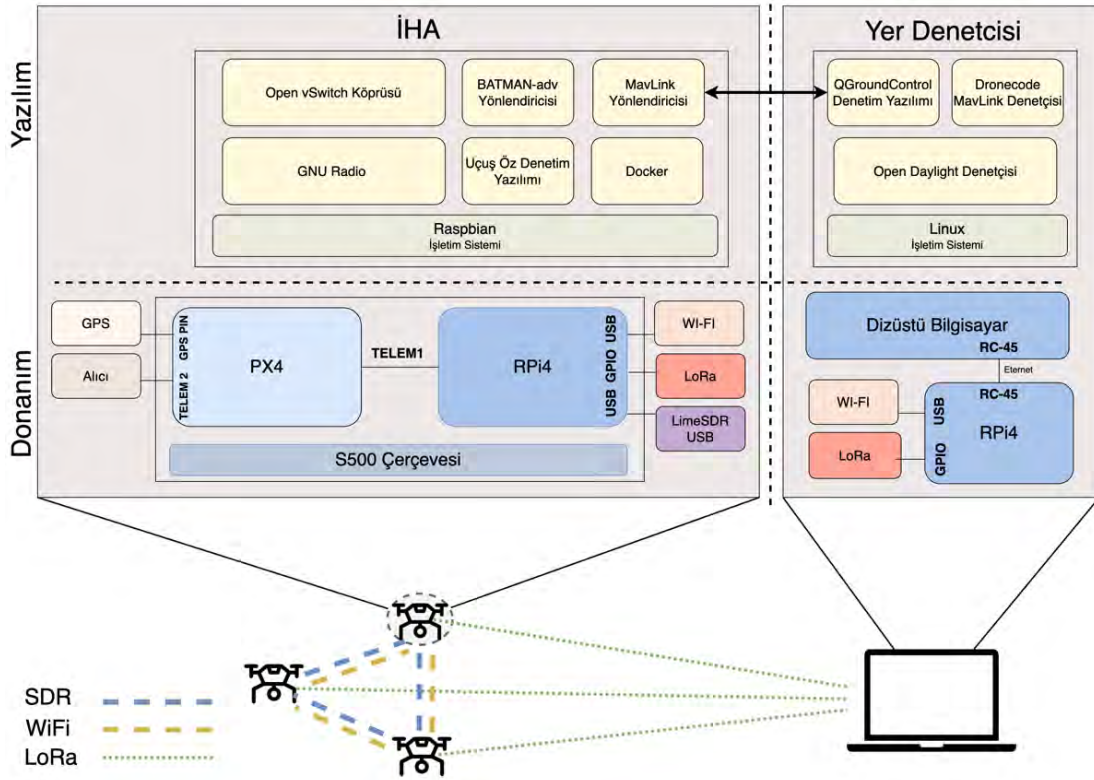 İHA
Yer Denetcisi
Yazılım
Open vSwitch Köprüsü
BATMAN-adv
Yönlendiricisi
MavLink
Yönlendiricisi
QGroundControl
Denetim Yazılımı
Dronecode
MavLink Denetçisi
GNU Radio
Uçuş Öz Denetim
Yazılımı
Docker
Open Daylight Denetçisi
Raspbian
İşletim Sistemi
Linux
İşletim Sistemi
Donanım
GPS
Alıcı
GPS PIN
TELEM 2
PX4
TELEM1
RPi4
USB
GPIO
USB
WI-FI
LoRa
LimeSDR
USB
S500 Çerçevesi
Dizüstü Bilgisayar
RC-45
Eternet
RC-45
WI-FI
LoRa
USB
GPIO
RPi4
SDR
WiFi
LoRa